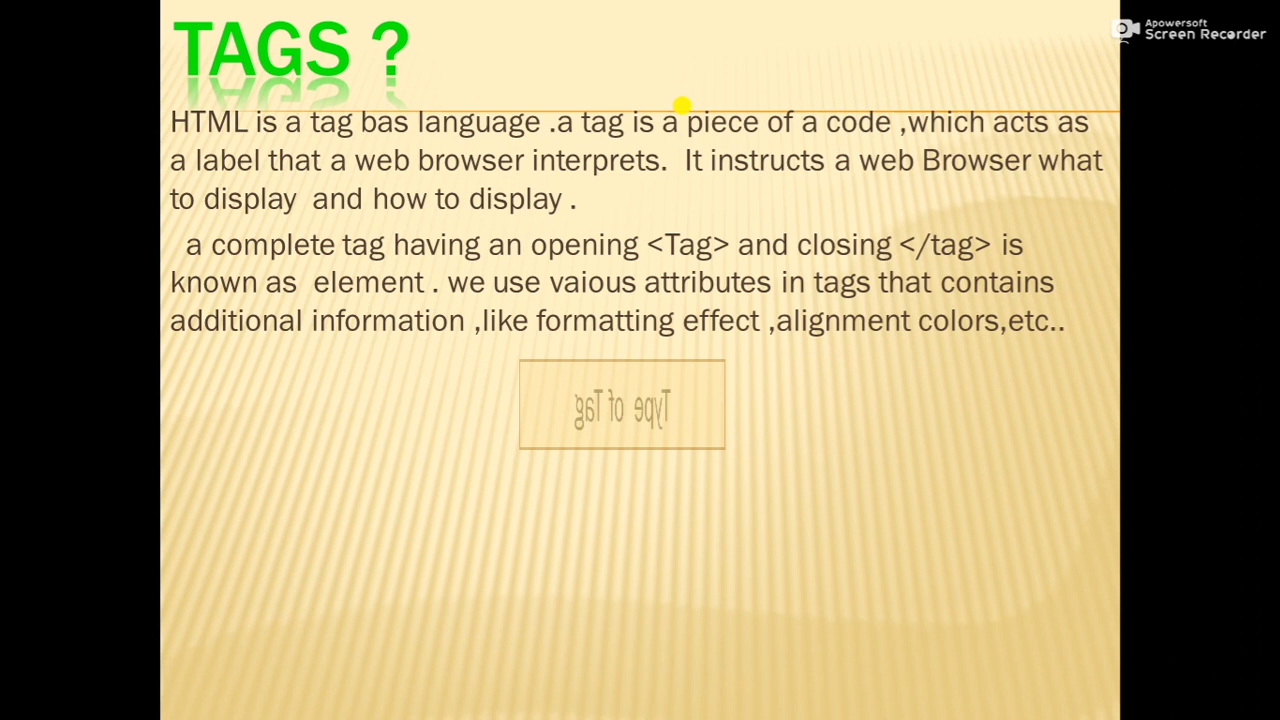 TAGS ?
Apowersoft
Screen Recorder
HTML is a tag bas language .a tag is a piece of a code ,which acts as
a label that a web browser interprets.  It instructs a web Browser what
to display  and how to display .
a complete tag having an opening <Tag> and closing </tag> is
known as  element . we use vaious attributes in tags that contains
additional information ,like formatting effect ,alignment colors,etc..
Type of Tag